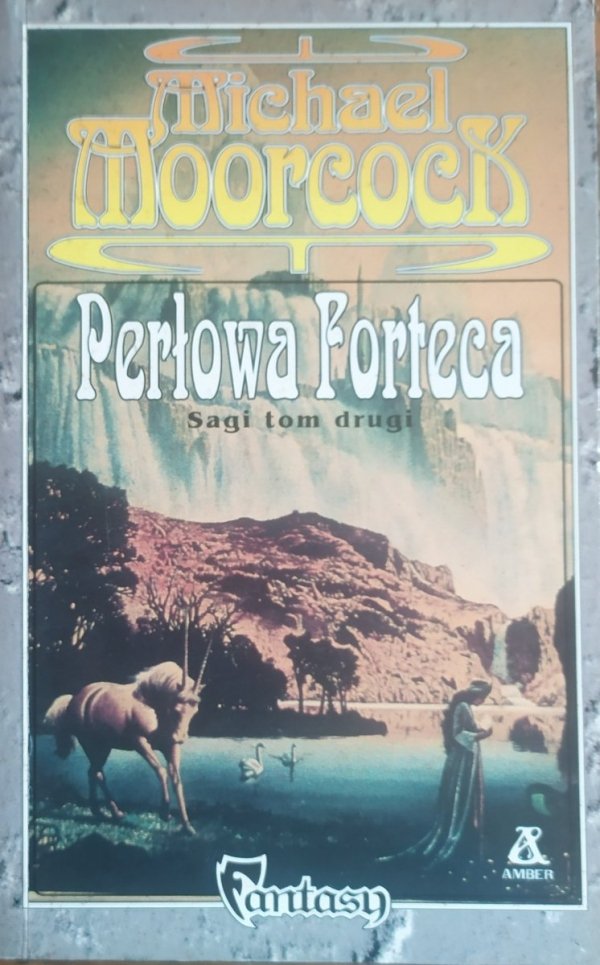 Michael
Moorcock
Perłowa Forteca
Sagi tom drugi
AMBER
Fantasy